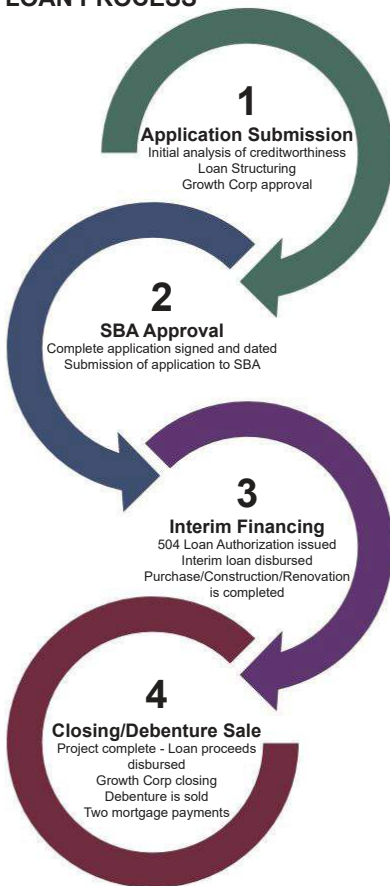 LOAN PROCESS
1
Application Submission
Initial analysis of creditworthiness
Loan Structuring
Growth Corp approval
2
SBA Approval
Complete application signed and dated
Submission of application to SBA
3
Interim Financing
504 Loan Authorization issued
Interim loan disbursed
Purchase/Construction/Renovation
is completed
4
Closing/Debenture Sale
Project complete - Loan proceeds
disbursed
Growth Corp closing
Debenture is sold
Two mortgage payments